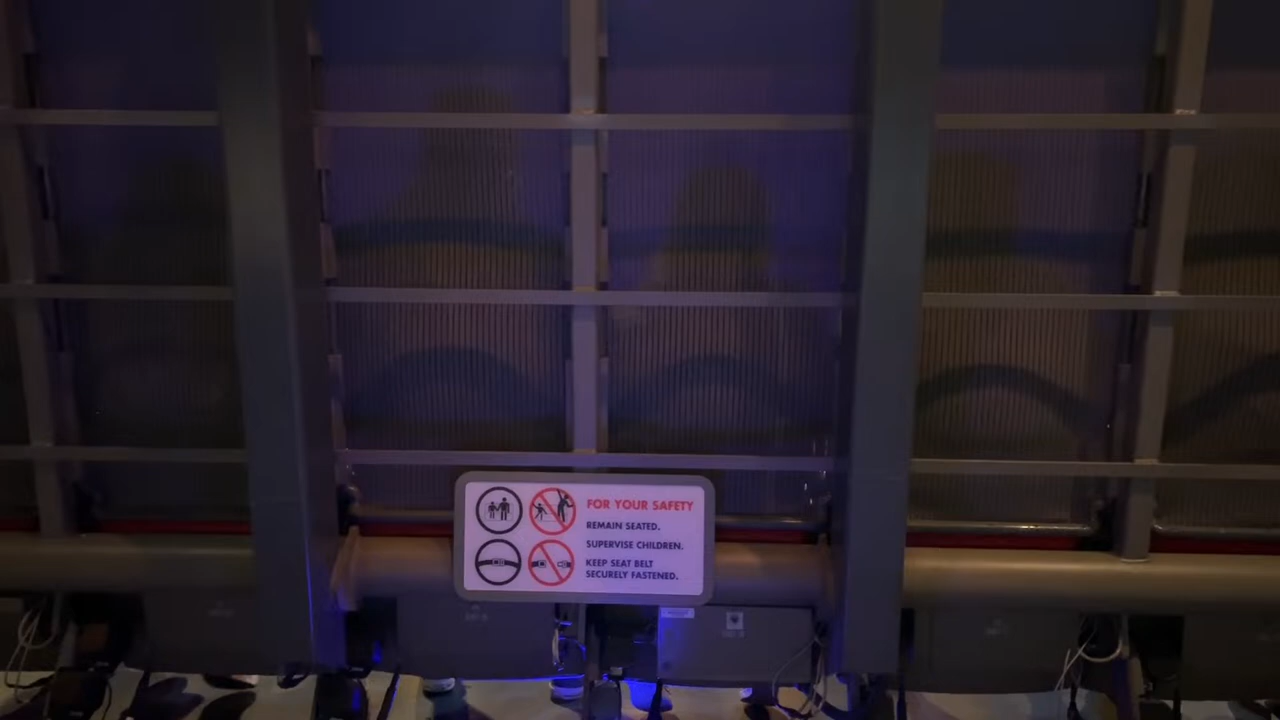 FOR YOUR SAFETY
REMAIN SEATED.
SUPERVISE CHILDREN.
KEEP SEAT BELT
SECURELY FASTENED.